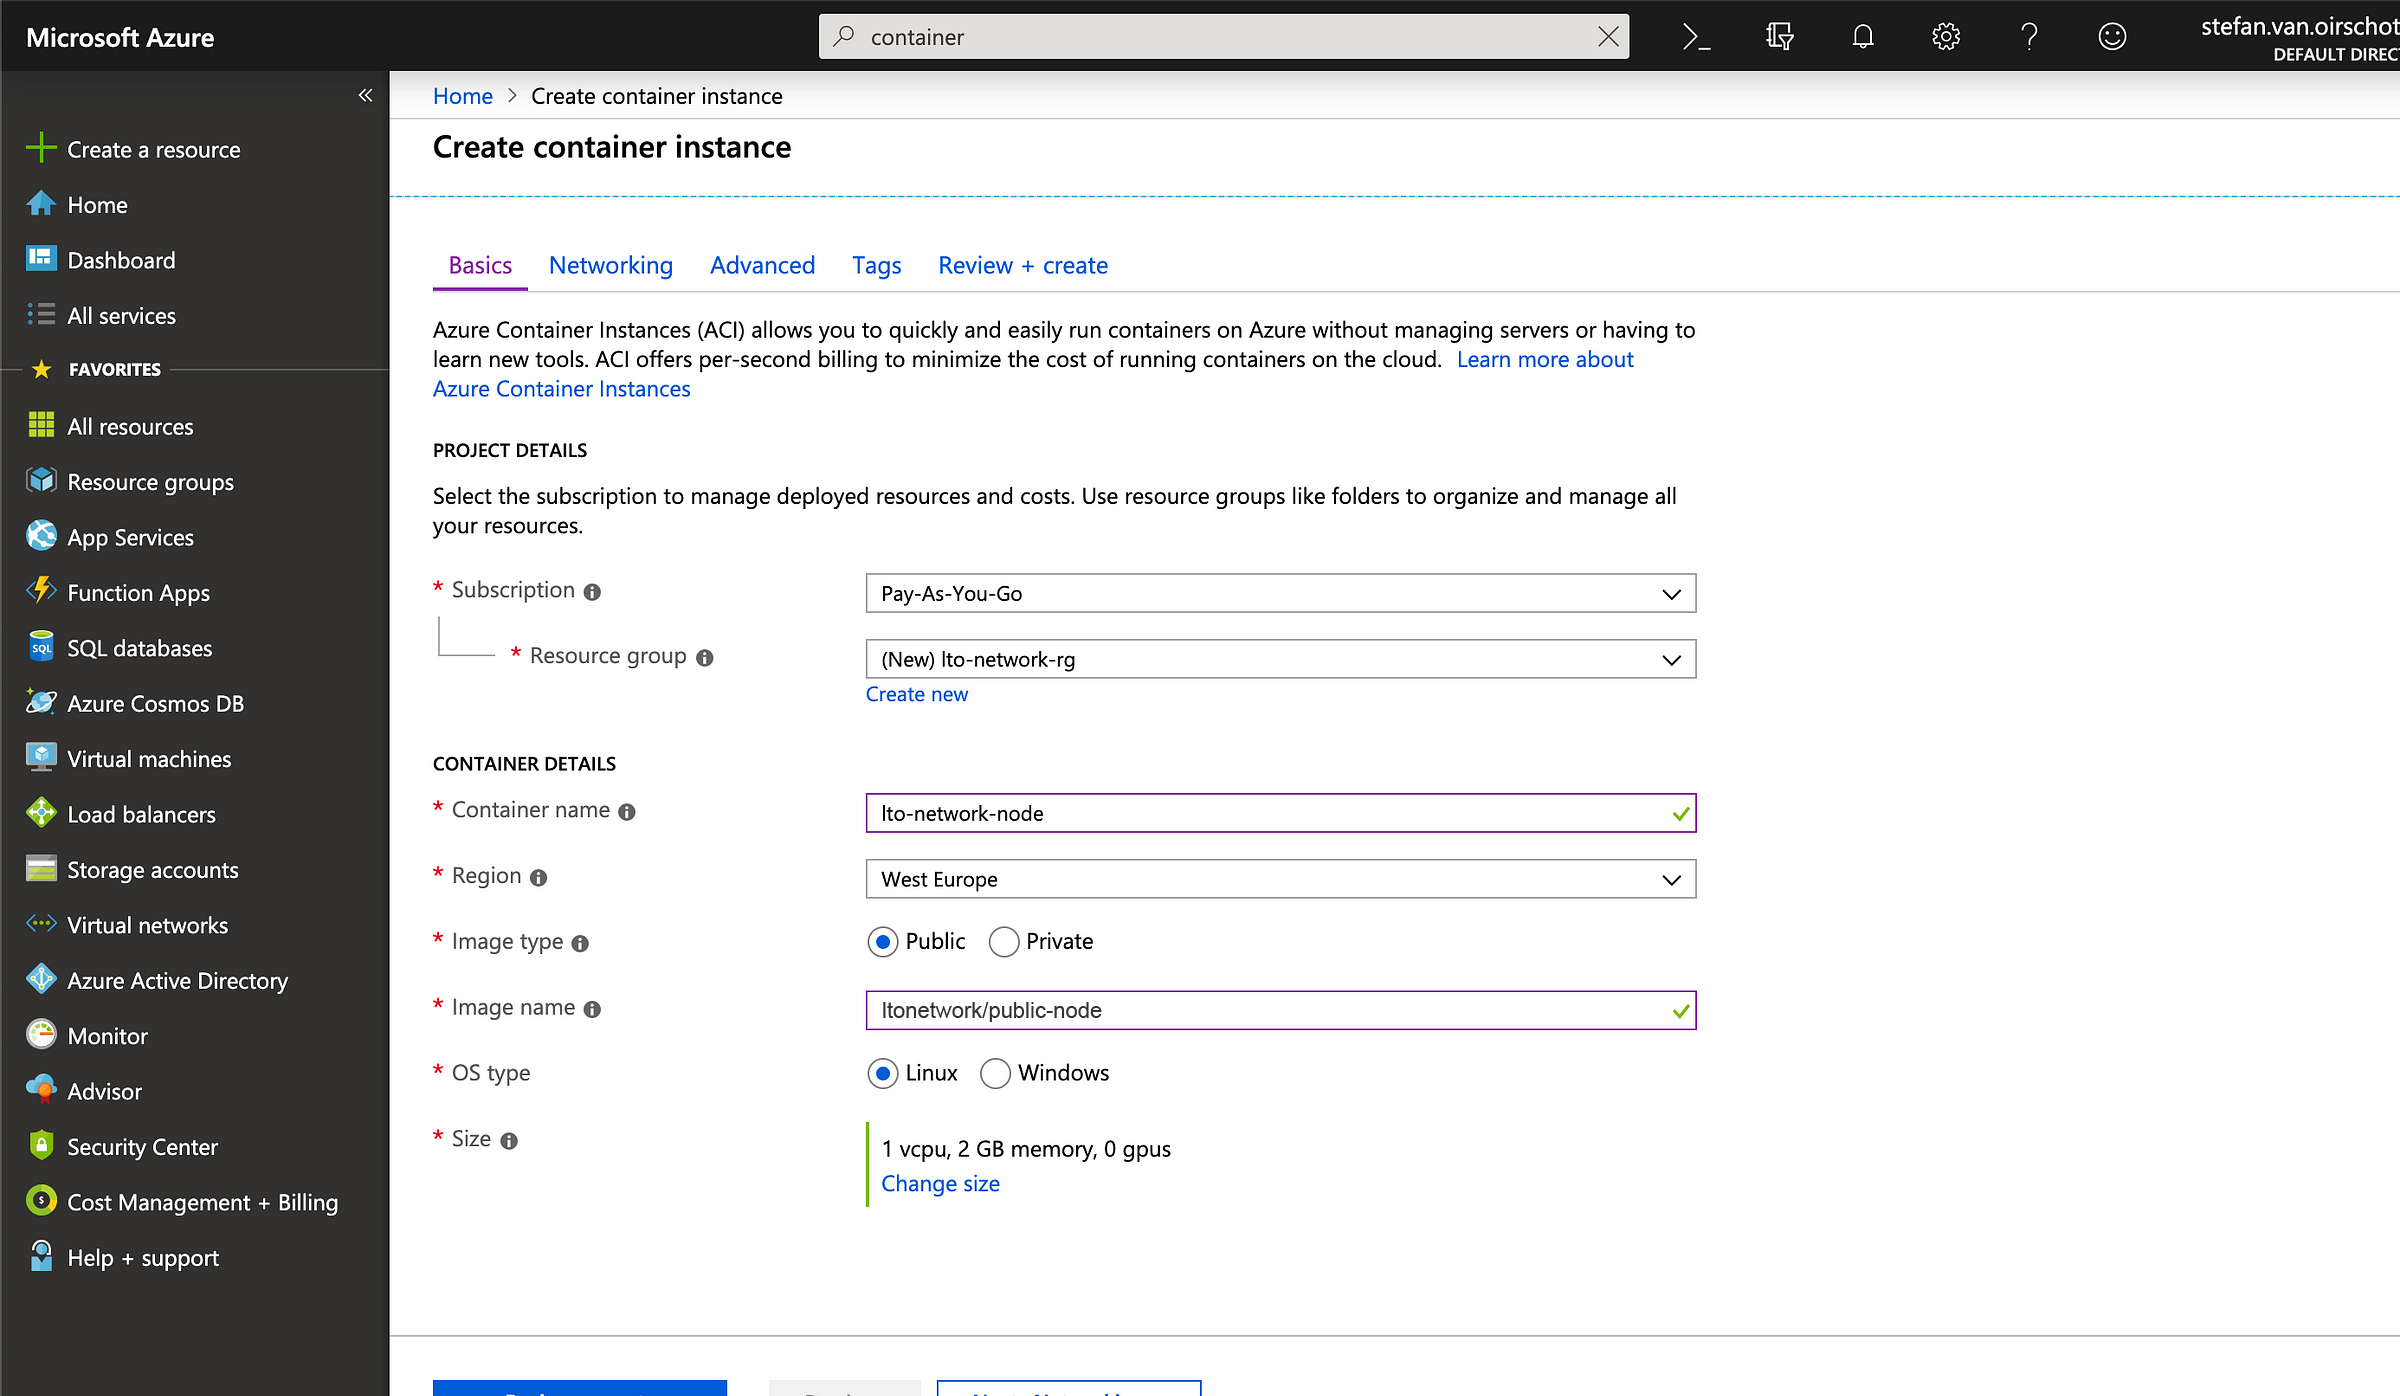 Microsoft Azure
container
stefan.van.oirschot
DEFAULT DIREC
Create a resource
Home
Dashboard
All services
FAVORITES
All resources
Resource groups
App Services
Function Apps
SQL databases
Azure Cosmos DB
Virtual machines
Load balancers
Storage accounts
Virtual networks
Azure Active Directory
Monitor
Advisor
Security Center
Cost Management + Billing
Help + support
Home > Create container instance
Create container instance
Basics Networking Advanced Tags Review + create
Azure Container Instances (ACI) allows you to quickly and easily run containers on Azure without managing servers or having to
learn new tools. ACI offers per-second billing to minimize the cost of running containers on the cloud. Learn more about
Azure Container Instances
PROJECT DETAILS
Select the subscription to manage deployed resources and costs. Use resource groups like folders to organize and manage all
your resources.
* Subscription Pay-As-You-Go
* Resource group (New) lto-network-rg
Create new
CONTAINER DETAILS
* Container name lto-network-node
* Region West Europe
* Image type Public Private
* Image name ltonetwork/public-node
* OS type Linux Windows
* Size 1 vcpu, 2 GB memory, 0 gpus
Change size